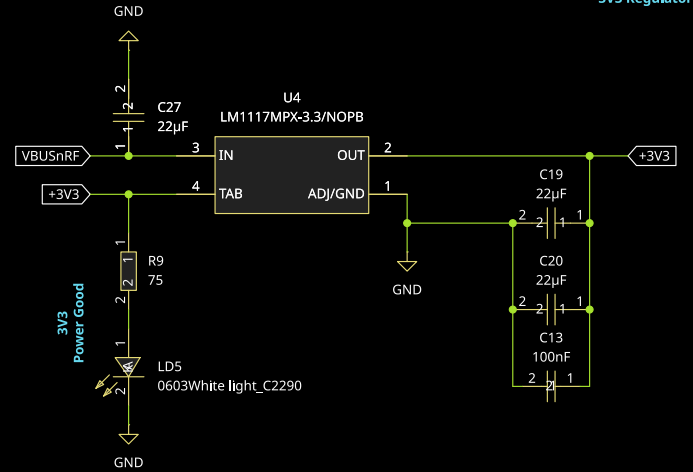 3V3 Regulator
GND
2
2
C27
22µF
1
1
U4
LM1117MPX-3.3/NOPB
VBUSnRF
3
IN
OUT
2
+3V3
+3V3
4
TAB
ADJ/GND
1
C19
22µF
2
2
1
1
GND
1
1
R9
75
2
2
C20
22µF
2
2
1
1
3V3
Power Good
C13
100nF
2
2
1
1
1
A
K
LD5
0603White light_C2290
2
GND